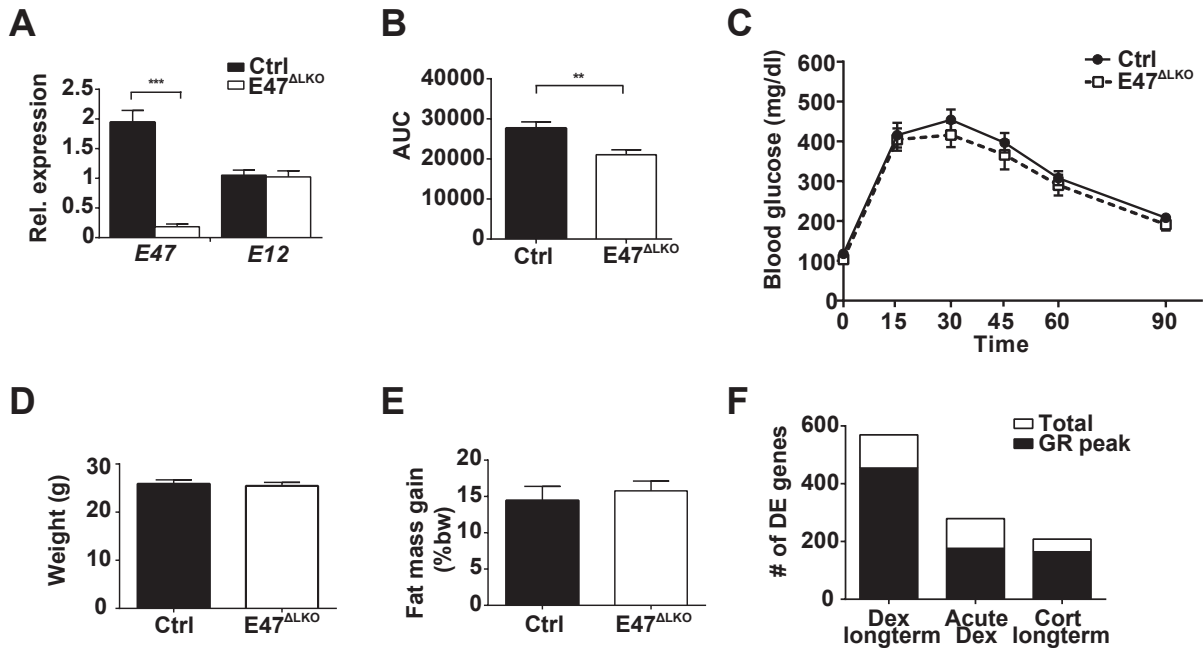 A
Rel. expression
2.5
2
1.5
1
0.5
0
***
Ctrl
E47ΔLKO
E47
E12
B
AUC
40000
30000
20000
10000
0
**
Ctrl
E47ΔLKO
C
Blood glucose (mg/dl)
600
500
400
300
200
100
0
Ctrl
E47ΔLKO
0 15 30 45 60 90
Time
D
Weight (g)
30
20
10
0
Ctrl
E47ΔLKO
E
Fat mass gain
(%bw)
20
15
10
5
0
Ctrl
E47ΔLKO
F
# of DE genes
600
400
200
0
Total
GR peak
Dex
longterm
Acute
Dex
Cort
longterm